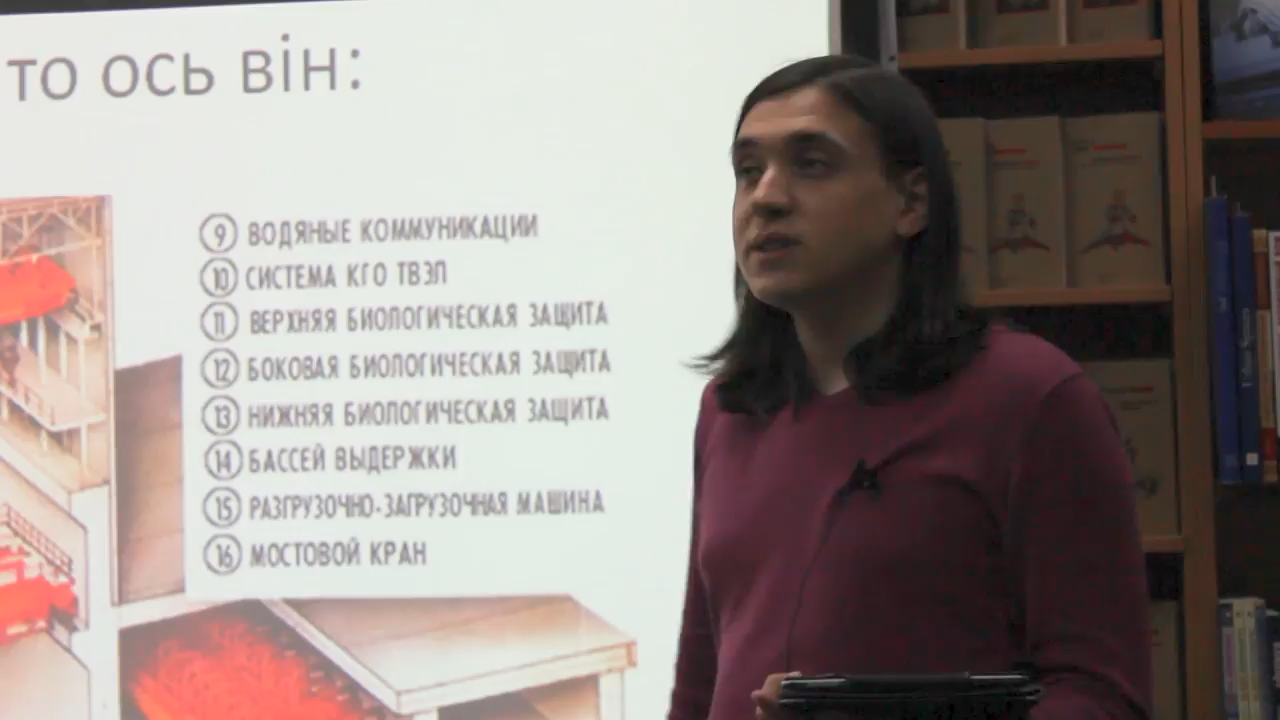 то ось він:
9 ВОДЯНЫЕ КОММУНИКАЦИИ
10 СИСТЕМА КГО ТВЭЛ
11 ВЕРХНЯЯ БИОЛОГИЧЕСКАЯ ЗАЩИТА
12 БОКОВАЯ БИОЛОГИЧЕСКАЯ ЗАЩИТА
13 НИЖНЯЯ БИОЛОГИЧЕСКАЯ ЗАЩИТА
14 БАССЕЙ ВЫДЕРЖКИ
15 РАЗГРУЗОЧНО-ЗАГРУЗОЧНАЯ МАШИНА
16 МОСТОВОЙ КРАН